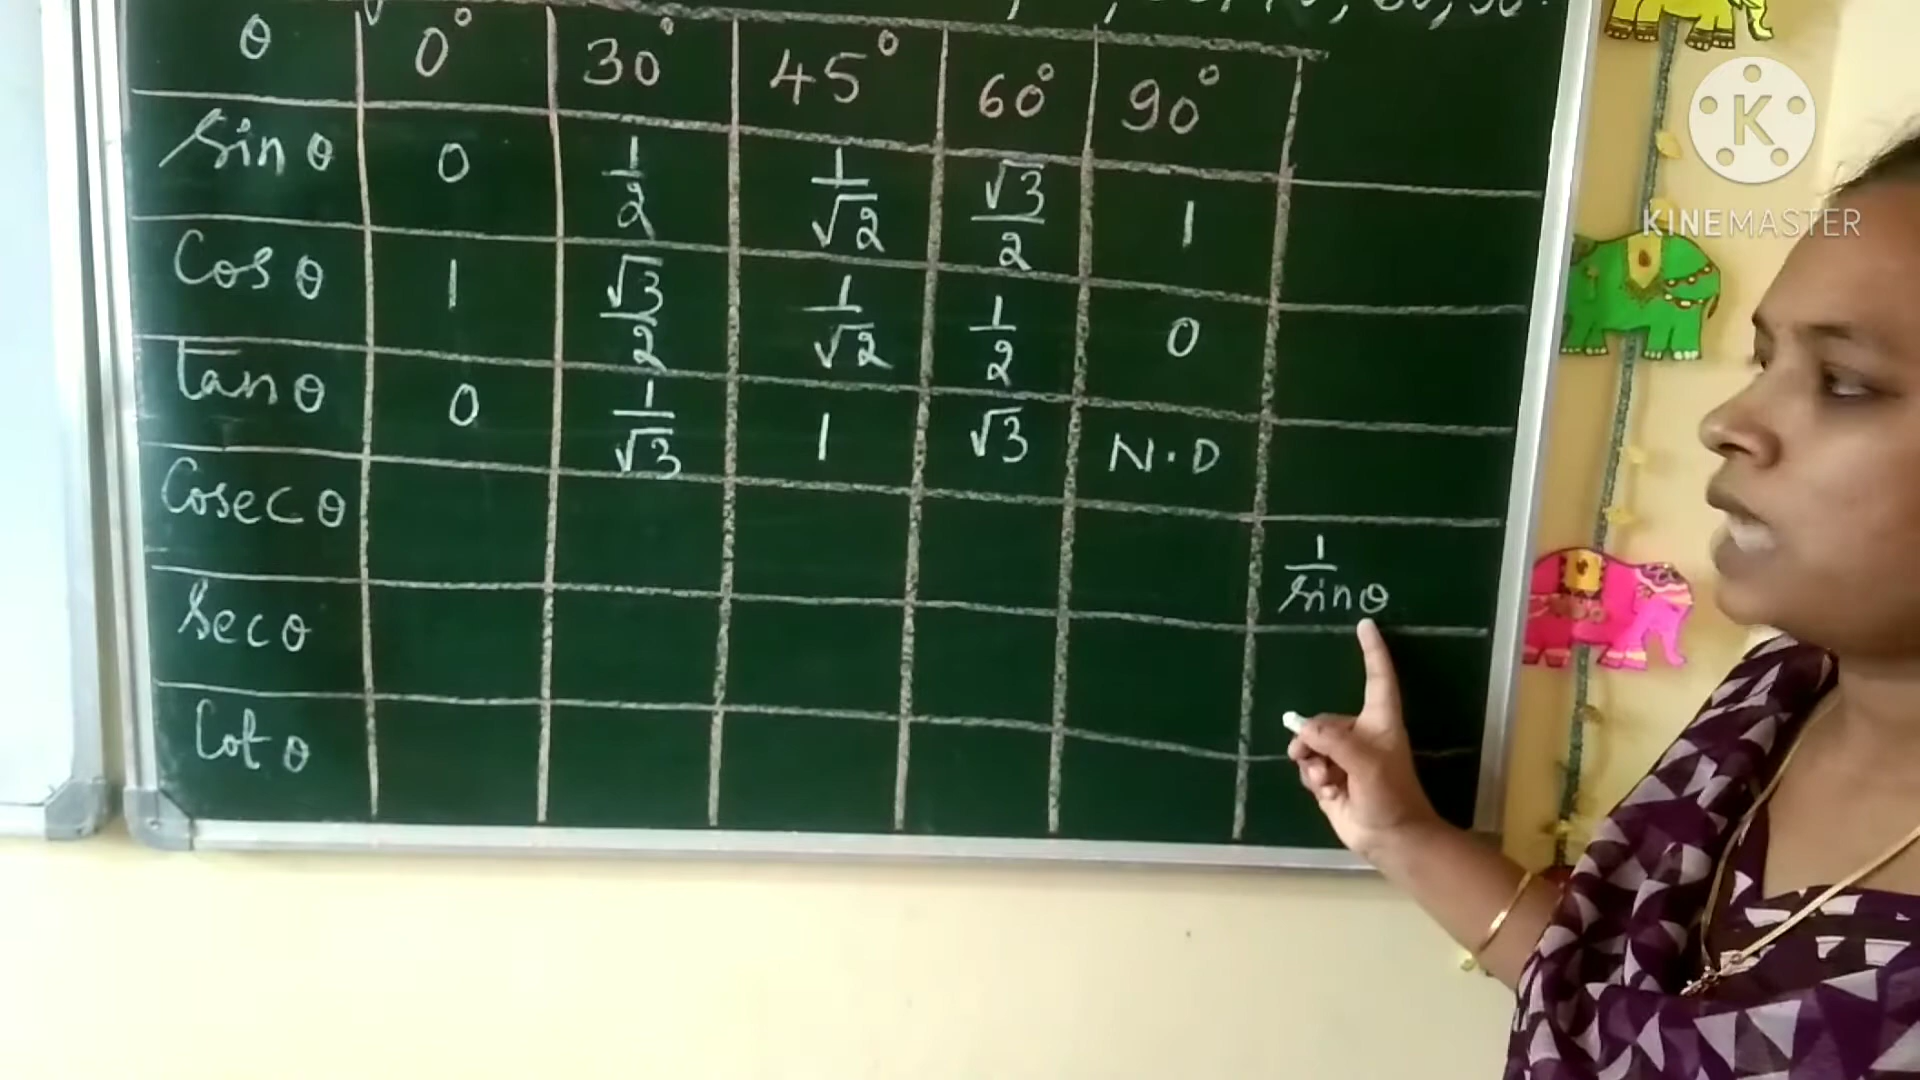 θ 0° 30° 45° 60° 90°
sin θ 0 1/2 1/√2 √3/2 1
Cos θ 1 √3/2 1/√2 1/2 0
tan θ 0 1/√3 1 √3 N.D
Cosec θ 1/sin θ
Sec θ
Cot θ
K
KINEMASTER